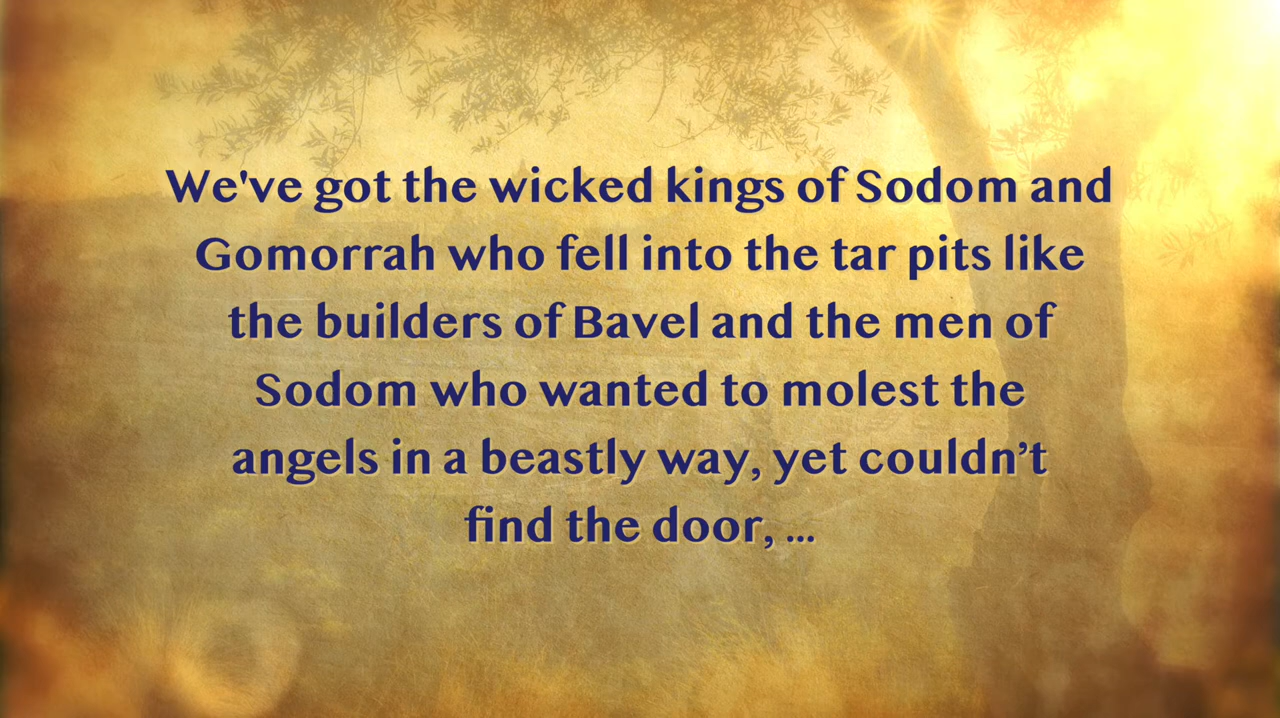 We've got the wicked kings of Sodom and
Gomorrah who fell into the tar pits like
the builders of Bavel and the men of
Sodom who wanted to molest the
angels in a beastly way, yet couldn’t
find the door, ...